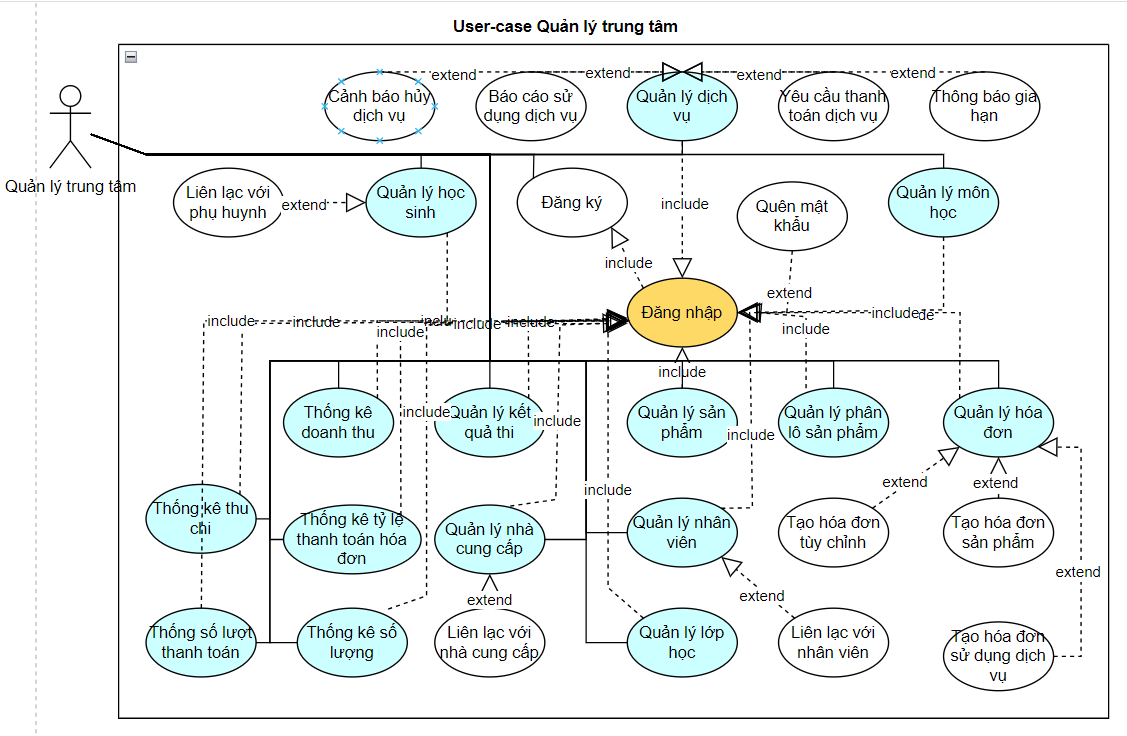 User-case Quản lý trung tâm
extend
extend
extend
extend
Cảnh báo hủy
dịch vụ
Báo cáo sử
dụng dịch vụ
Quản lý dịch
vụ
Yêu cầu thanh
toán dịch vụ
Thông báo gia
hạn
Quản lý trung tâm
Liên lạc với
phụ huynh
extend
Quản lý học
sinh
Đăng ký
include
Quên mật
khẩu
Quản lý môn
học
include
extend
Đăng nhập
include
include
include
include
include
include
include
include
Thống kê
doanh thu
include
Quản lý kết
quả thi
include
Quản lý sản
phẩm
include
Quản lý phân
lô sản phẩm
Quản lý hóa
đơn
include
extend
extend
Thống kê thu
chi
Thống kê tỷ lệ
thanh toán hóa
đơn
Quản lý nhà
cung cấp
Quản lý nhân
viên
Tạo hóa đơn
tùy chỉnh
Tạo hóa đơn
sản phẩm
extend
extend
extend
Thống số lượt
thanh toán
Thống kê số
lượng
Liên lạc với
nhà cung cấp
Quản lý lớp
học
Liên lạc với
nhân viên
Tạo hóa đơn
sử dụng dịch
vụ